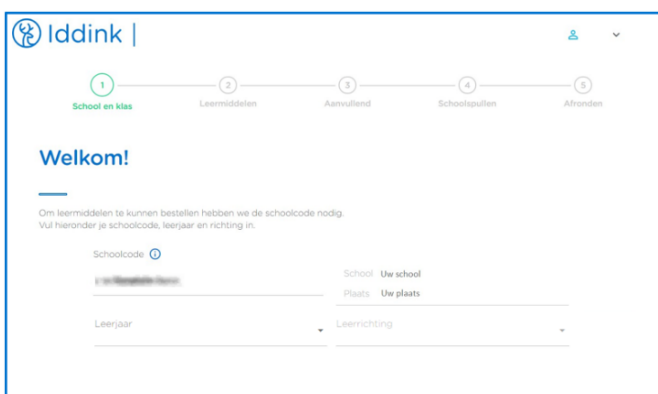 Iddink |
1 2 3 4 5
School en klas Leermiddelen Aanvullend Schoolspullen Afronden
Welkom!
Om leermiddelen te kunnen bestellen hebben we de schoolcode nodig.
Vul hieronder je schoolcode, leerjaar en richting in.
Schoolcode i
School Uw school
Plaats Uw plaats
Leerjaar Leerrichting